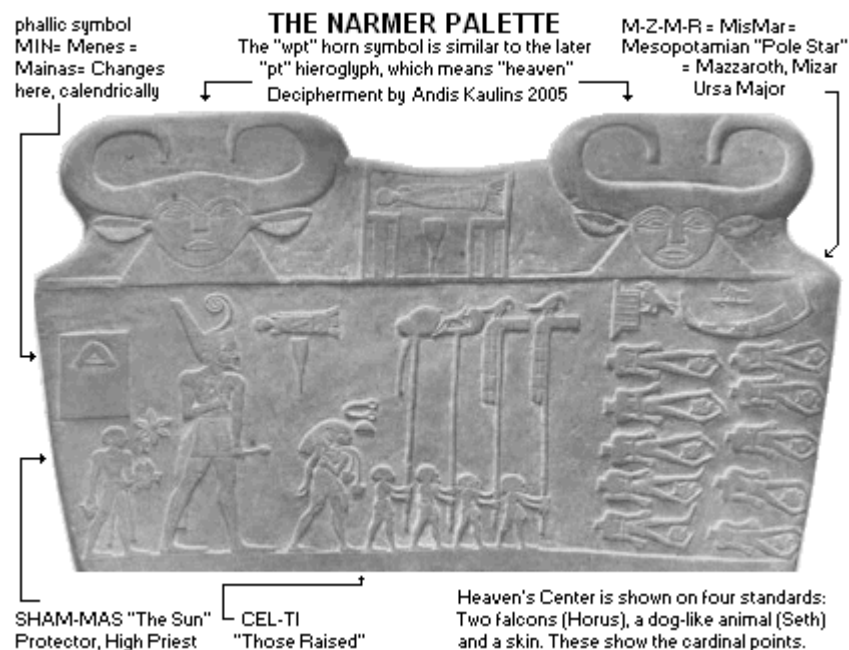 phallic symbol
MIN= Menes =
Mainas= Changes
here, calendrically
THE NARMER PALETTE
The "wpt" horn symbol is similar to the later
"pt" hieroglyph, which means "heaven"
Decipherment by Andis Kaulins 2005
M-Z-M-R = MisMar=
Mesopotamian "Pole Star"
= Mazzaroth, Mizar
Ursa Major
SHAM-MAS "The Sun"
Protector, High Priest
CEL-TI
"Those Raised"
Heaven's Center is shown on four standards:
Two falcons (Horus), a dog-like animal (Seth)
and a skin. These show the cardinal points.